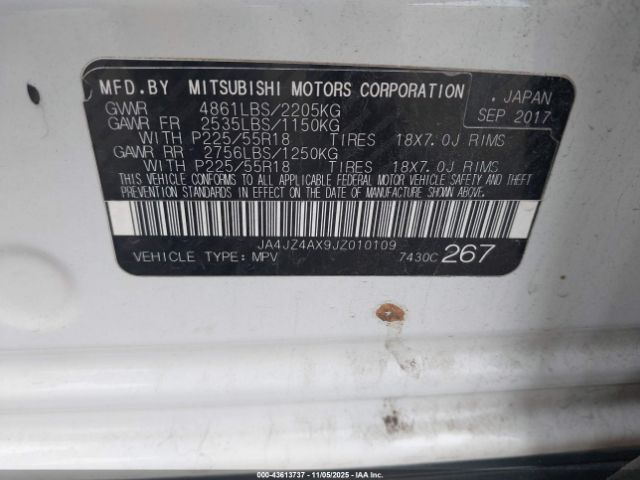 MFD.BY MITSUBISHI MOTORS CORPORATION , JAPAN
GVWR 4861LBS/2205KG SEP 2017
GAWR FR 2535LBS/1150KG
WITH P225/55R18 TIRES 18X7.0J RIMS
GAWR RR 2756LBS/1250KG
WITH P225/55R18 TIRES 18X7.0J RIMS
THIS VEHICLE CONFORMS TO ALL APPLICABLE FEDERAL MOTOR VEHICLE SAFETY AND THEFT
PREVENTION STANDARDS IN EFFECT ON THE DATE OF MANUFACTURE SHOWN ABOVE.
JA4JZ4AX9JZ010109
VEHICLE TYPE: MPV 7430C 267
000-43613737 - 11/05/2025 - IAAI.COM